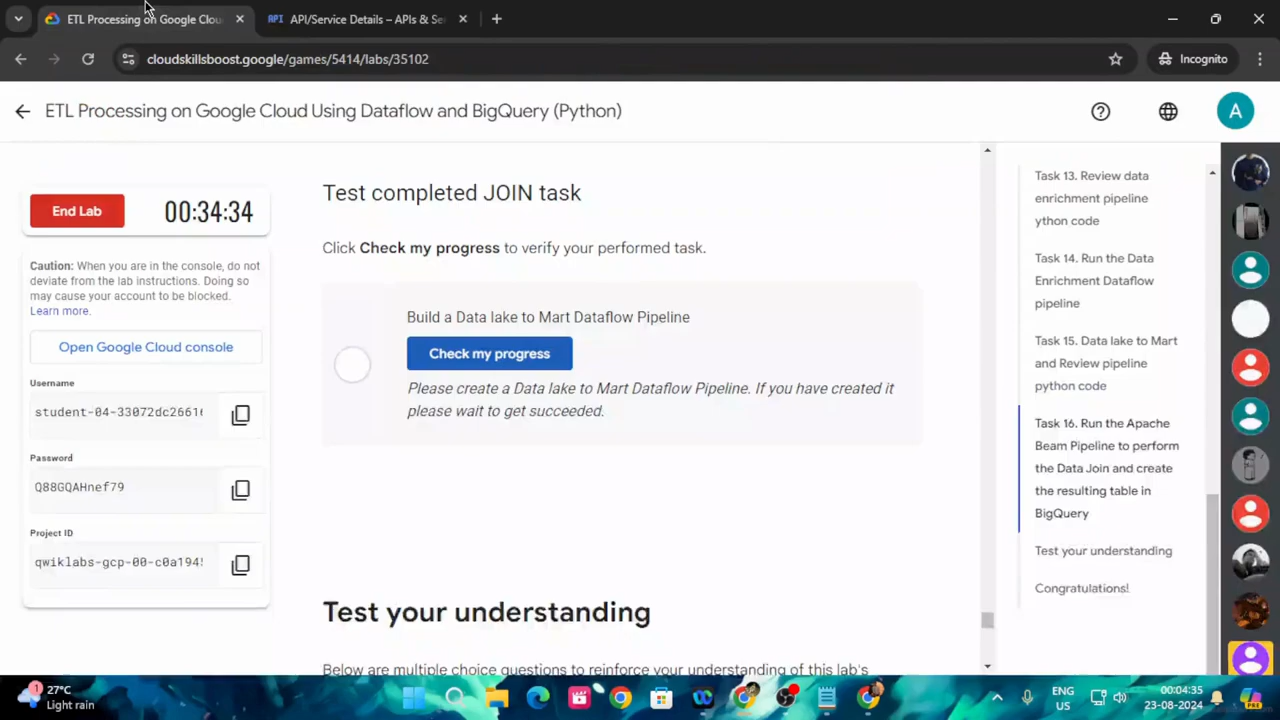 ETL Processing on Google Clou
API API/Service Details – APIs & Se
cloudskillsboost.google/games/5414/labs/35102
Incognito
ETL Processing on Google Cloud Using Dataflow and BigQuery (Python)
A
End Lab
00:34:34
Caution: When you are in the console, do not
deviate from the lab instructions. Doing so
may cause your account to be blocked.
Learn more.
Open Google Cloud console
Username
student-04-33072dc2661
Password
Q88GQAHnef79
Project ID
qwiklabs-gcp-00-c0a194
Test completed JOIN task
Click Check my progress to verify your performed task.
Build a Data lake to Mart Dataflow Pipeline
Check my progress
Please create a Data lake to Mart Dataflow Pipeline. If you have created it
please wait to get succeeded.
Test your understanding
Below are multiple choice questions to reinforce your understanding of this lab's
Task 13. Review data
enrichment pipeline
ython code
Task 14. Run the Data
Enrichment Dataflow
pipeline
Task 15. Data lake to Mart
and Review pipeline
python code
Task 16. Run the Apache
Beam Pipeline to perform
the Data Join and create
the resulting table in
BigQuery
Test your understanding
Congratulations!
1
27°C
Light rain
ENG
US
00:04:35
23-08-2024
PRE